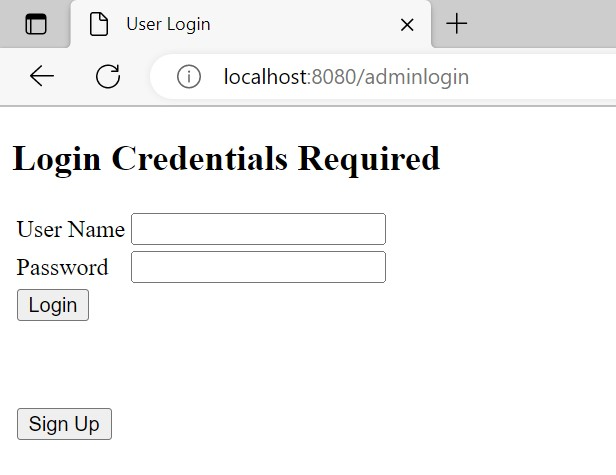 User Login
localhost:8080/adminlogin
Login Credentials Required
User Name
Password
Login
Sign Up